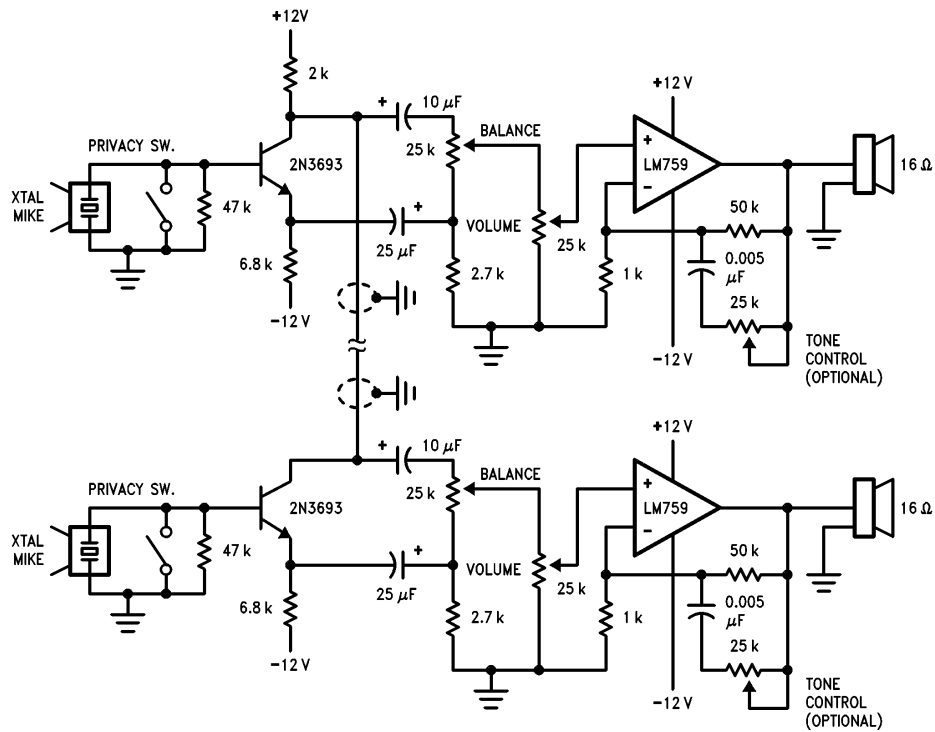 +12V
2 k
+
10 μF
+12 V
PRIVACY SW.
2N3693
25 k
BALANCE
+
LM759
–
16 Ω
XTAL
MIKE
47 k
+
25 μF
VOLUME
25 k
50 k
6.8 k
2.7 k
1 k
0.005
μF
25 k
–12 V
–12 V
TONE
CONTROL
(OPTIONAL)
+
10 μF
+12 V
PRIVACY SW.
2N3693
25 k
BALANCE
+
LM759
–
16 Ω
XTAL
MIKE
47 k
+
25 μF
VOLUME
25 k
50 k
6.8 k
2.7 k
1 k
0.005
μF
25 k
–12 V
–12 V
TONE
CONTROL
(OPTIONAL)